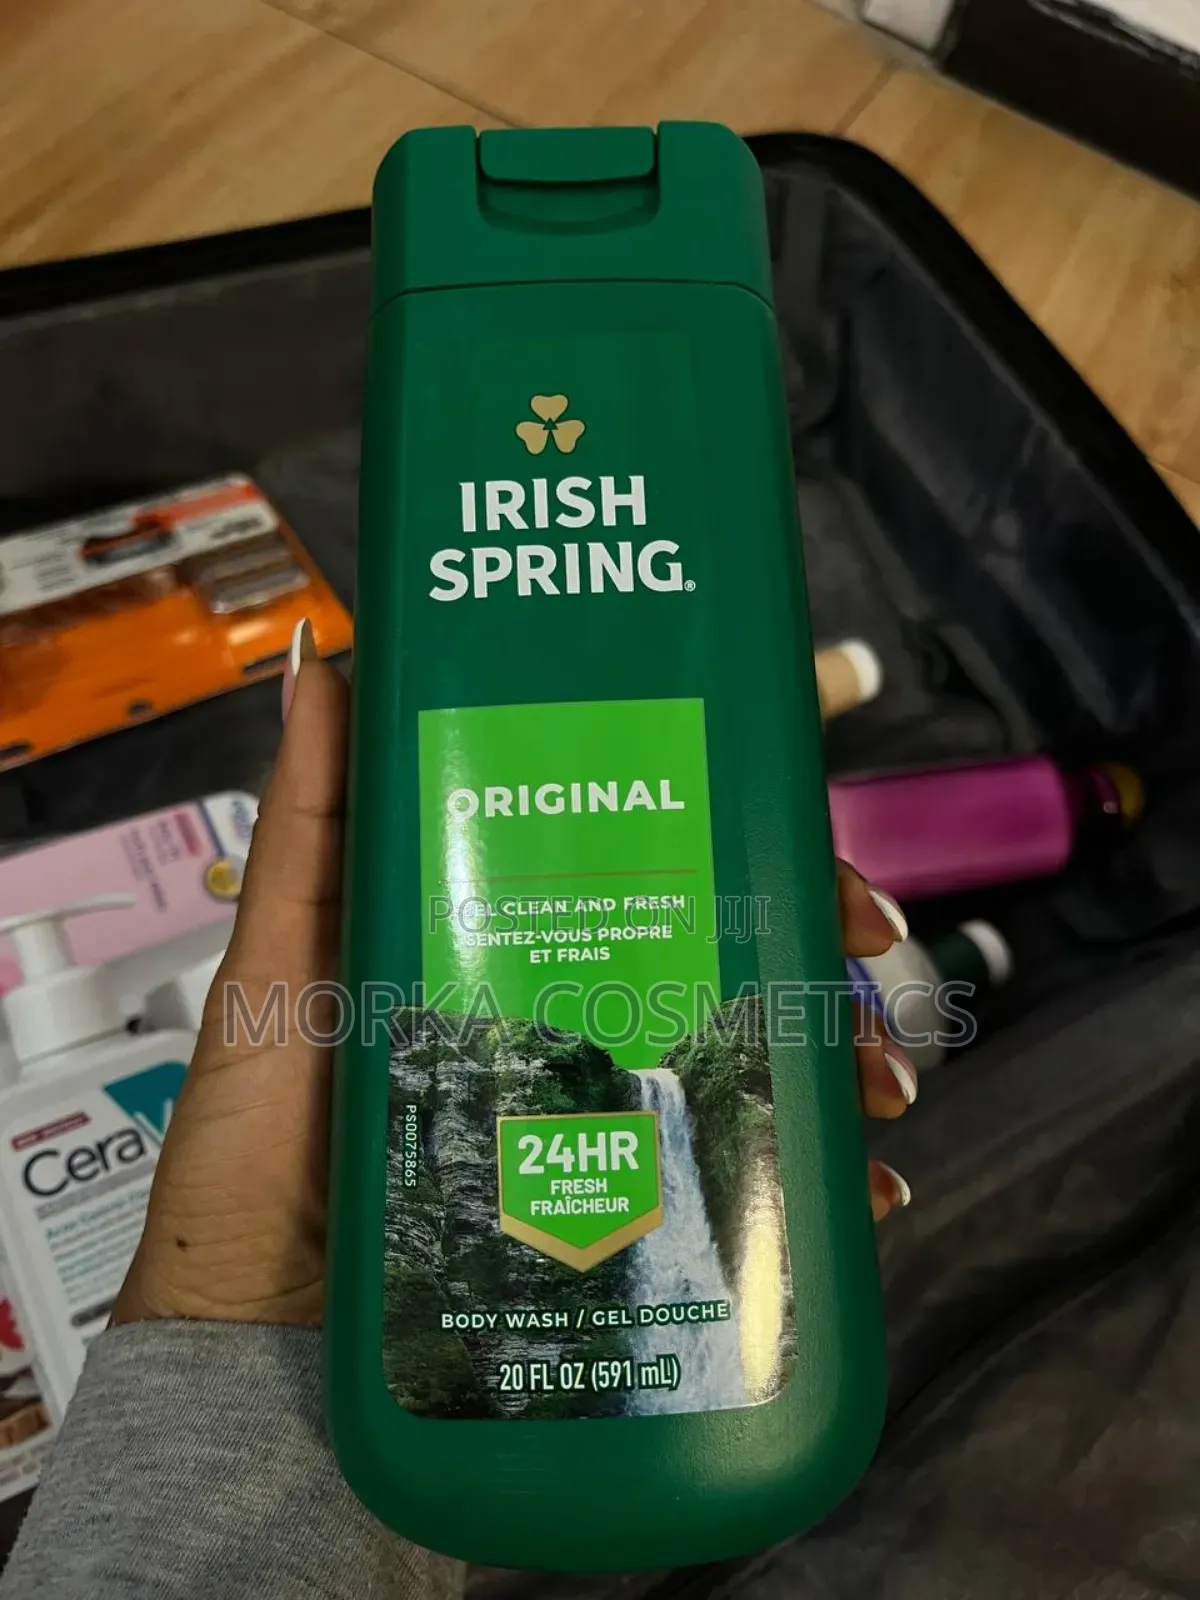 IRISH
SPRING®
ORIGINAL
FEEL CLEAN AND FRESH
SENTEZ-VOUS PROPRE
ET FRAIS
POSTED ON JIJI
MORKA COSMETICS
24HR
FRESH
FRAÎCHEUR
PS0075865
BODY WASH / GEL DOUCHE
20 FL OZ (591 mL)
Cera